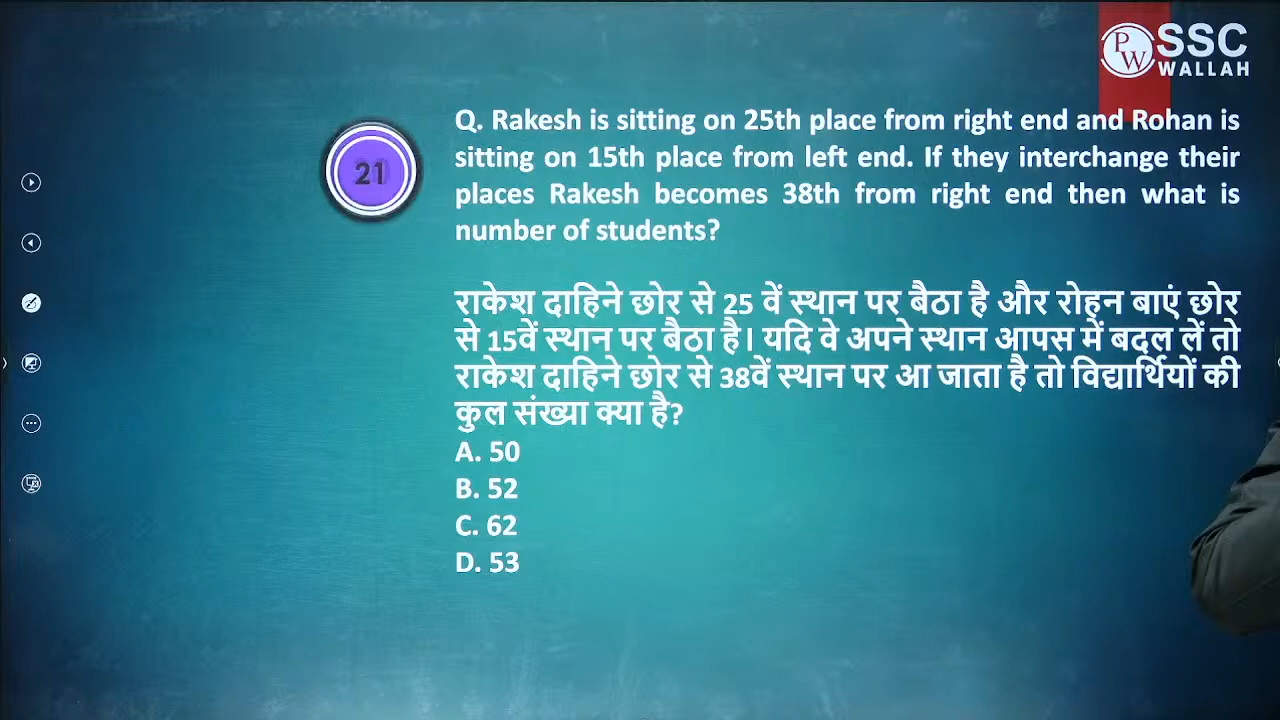 SSC
PW
WALLAH
21
Q. Rakesh is sitting on 25th place from right end and Rohan is
sitting on 15th place from left end. If they interchange their
places Rakesh becomes 38th from right end then what is
number of students?
राकेश दाहिने छोर से 25 वें स्थान पर बैठा है और रोहन बाएं छोर
से 15वें स्थान पर बैठा है। यदि वे अपने स्थान आपस में बदल लें तो
राकेश दाहिने छोर से 38वें स्थान पर आ जाता है तो विद्यार्थियों की
कुल संख्या क्या है?
A. 50
B. 52
C. 62
D. 53